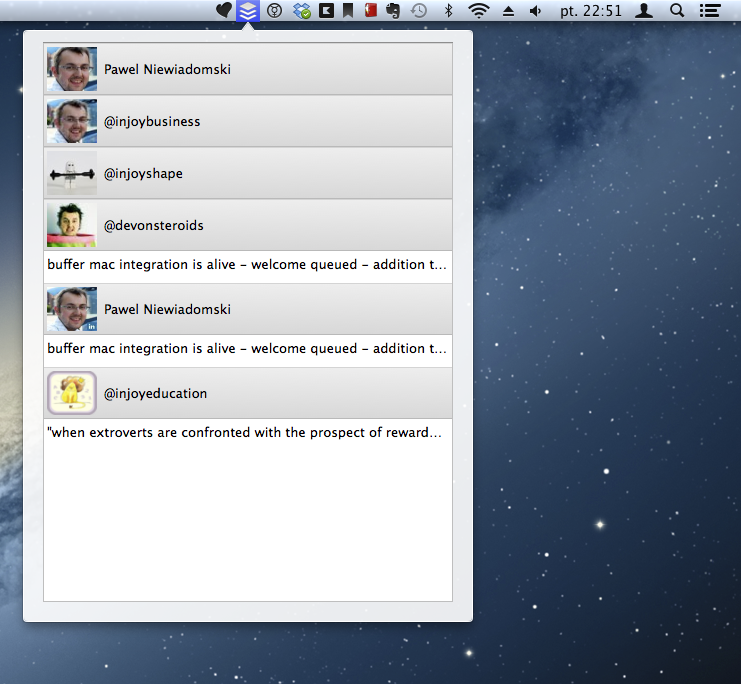 pt. 22:51
Pawel Niewiadomski
@injoybusiness
@injoyshape
@devonsteroids
buffer mac integration is alive – welcome queued – addition t...
Pawel Niewiadomski
in
buffer mac integration is alive – welcome queued – addition t...
@injoyeducation
"when extroverts are confronted with the prospect of reward...